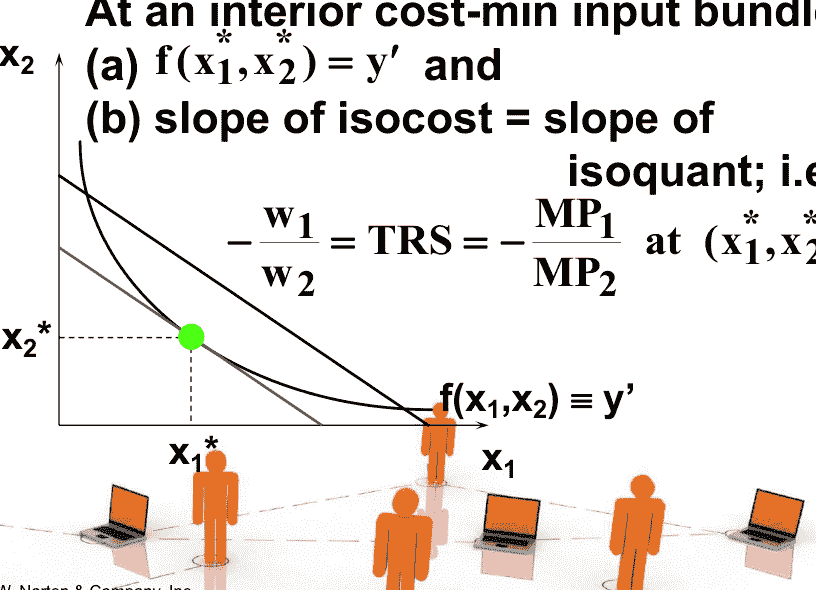 At an interior cost-min input bundl
x₂
(a) f(x₁*,x₂*) = y′ and
(b) slope of isocost = slope of
isoquant; i.e
− w₁/w₂ = TRS = − MP₁/MP₂ at (x₁*,x₂*
x₂*
f(x₁,x₂) ≡ y’
x₁*
x₁
W. Norton & Company, Inc